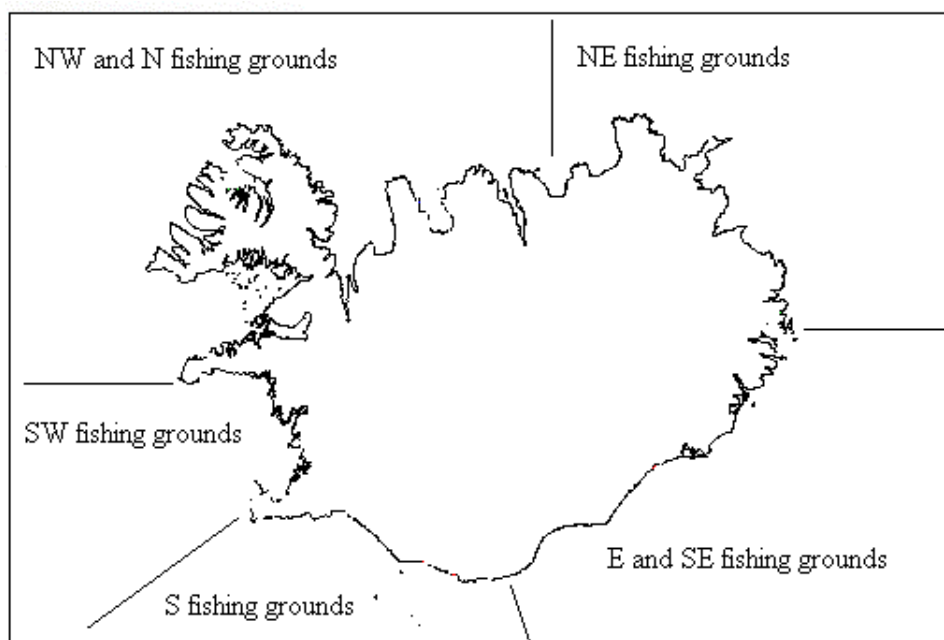 NW and N fishing grounds
NE fishing grounds
SW fishing grounds
E and SE fishing grounds
S fishing grounds